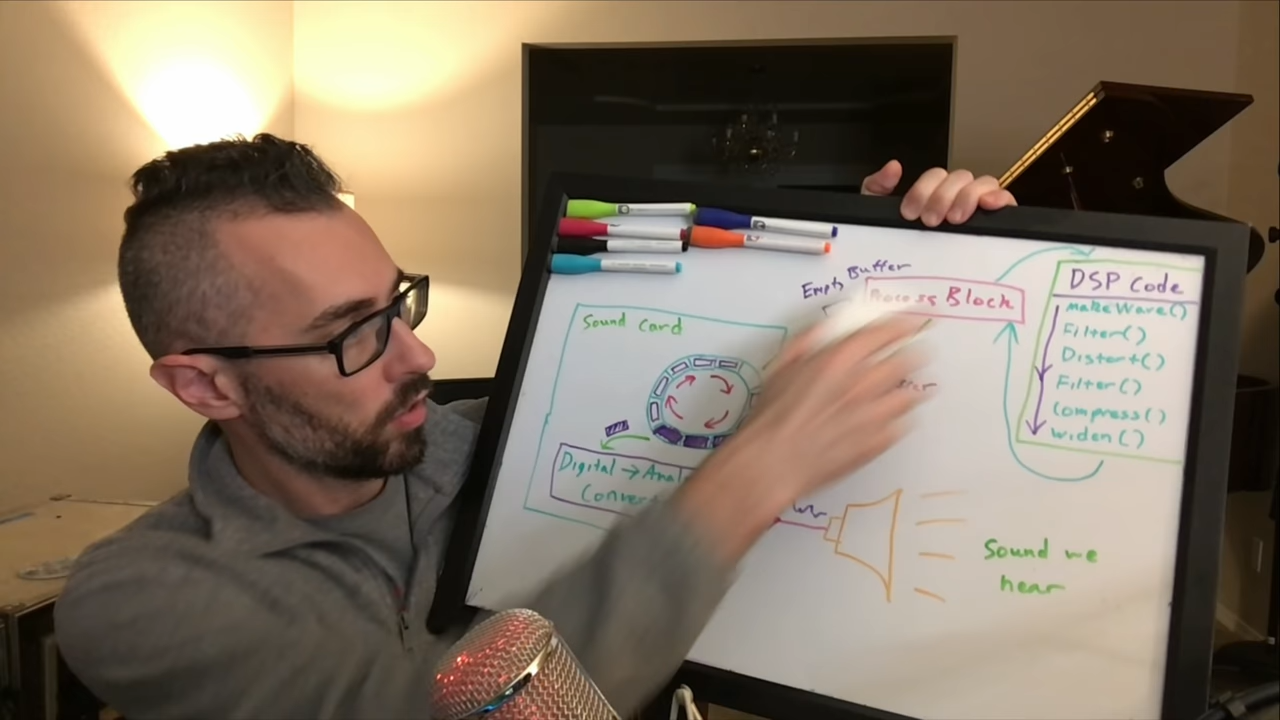 Empty Buffer
Process Block
DSP Code
makeWave()
Filter()
Distort()
Filter()
Compress()
Widen()
Sound Card
Digital → Anal
Conver
Sound we
hear